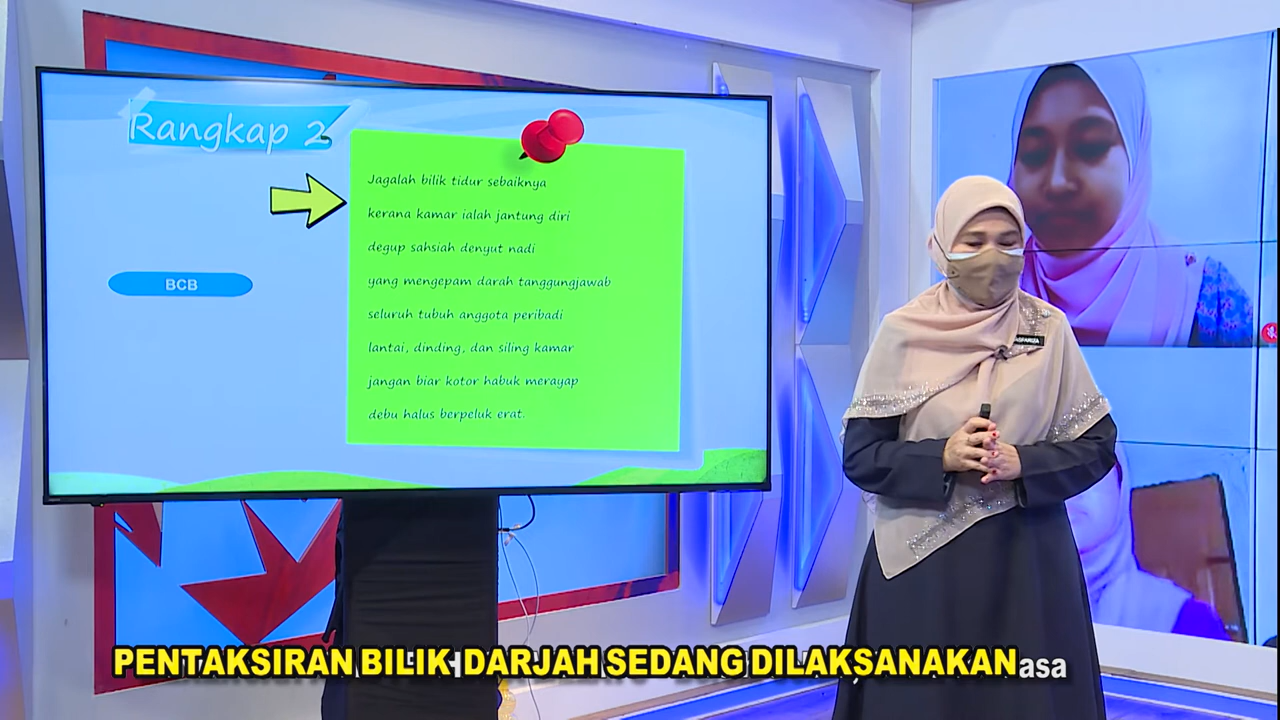 Rangkap 2
Jagalah bilik tidur sebaiknya
kerana kamar ialah jantung diri
degup sahsiah denyut nadi
yang mengepam darah tanggungjawab
seluruh tubuh anggota peribadi
lantai, dinding, dan siling kamar
jangan biar kotor habuk merayap
debu halus berpeluk erat.
BCB
PENTAKSIRAN BILIK DARJAH SEDANG DILAKSANAKAN